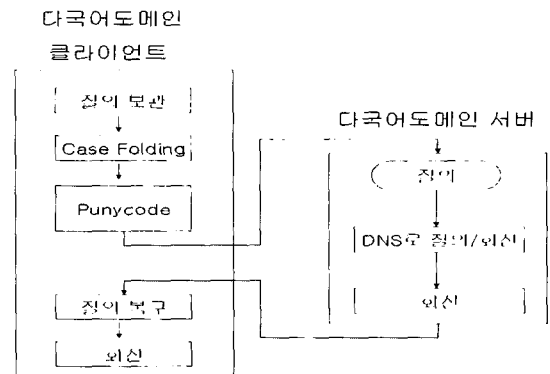 다국어도메인
클라이언트
질의 보관
Case Folding
Punycode
질의 복구
회신
다국어도메인 서버
질의
DNS로 질의/회신
회신